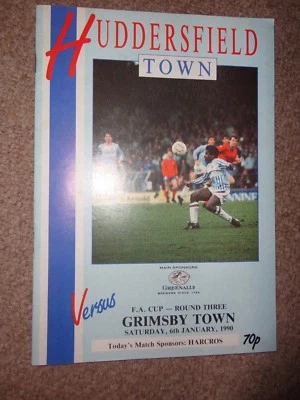 HUDDERSFIELD
TOWN
MAIN SPONSORS
GREENALLS
Versus
F.A. CUP — ROUND THREE
GRIMSBY TOWN
SATURDAY, 6th JANUARY, 1990
Today's Match Sponsors: HARCROS
70p